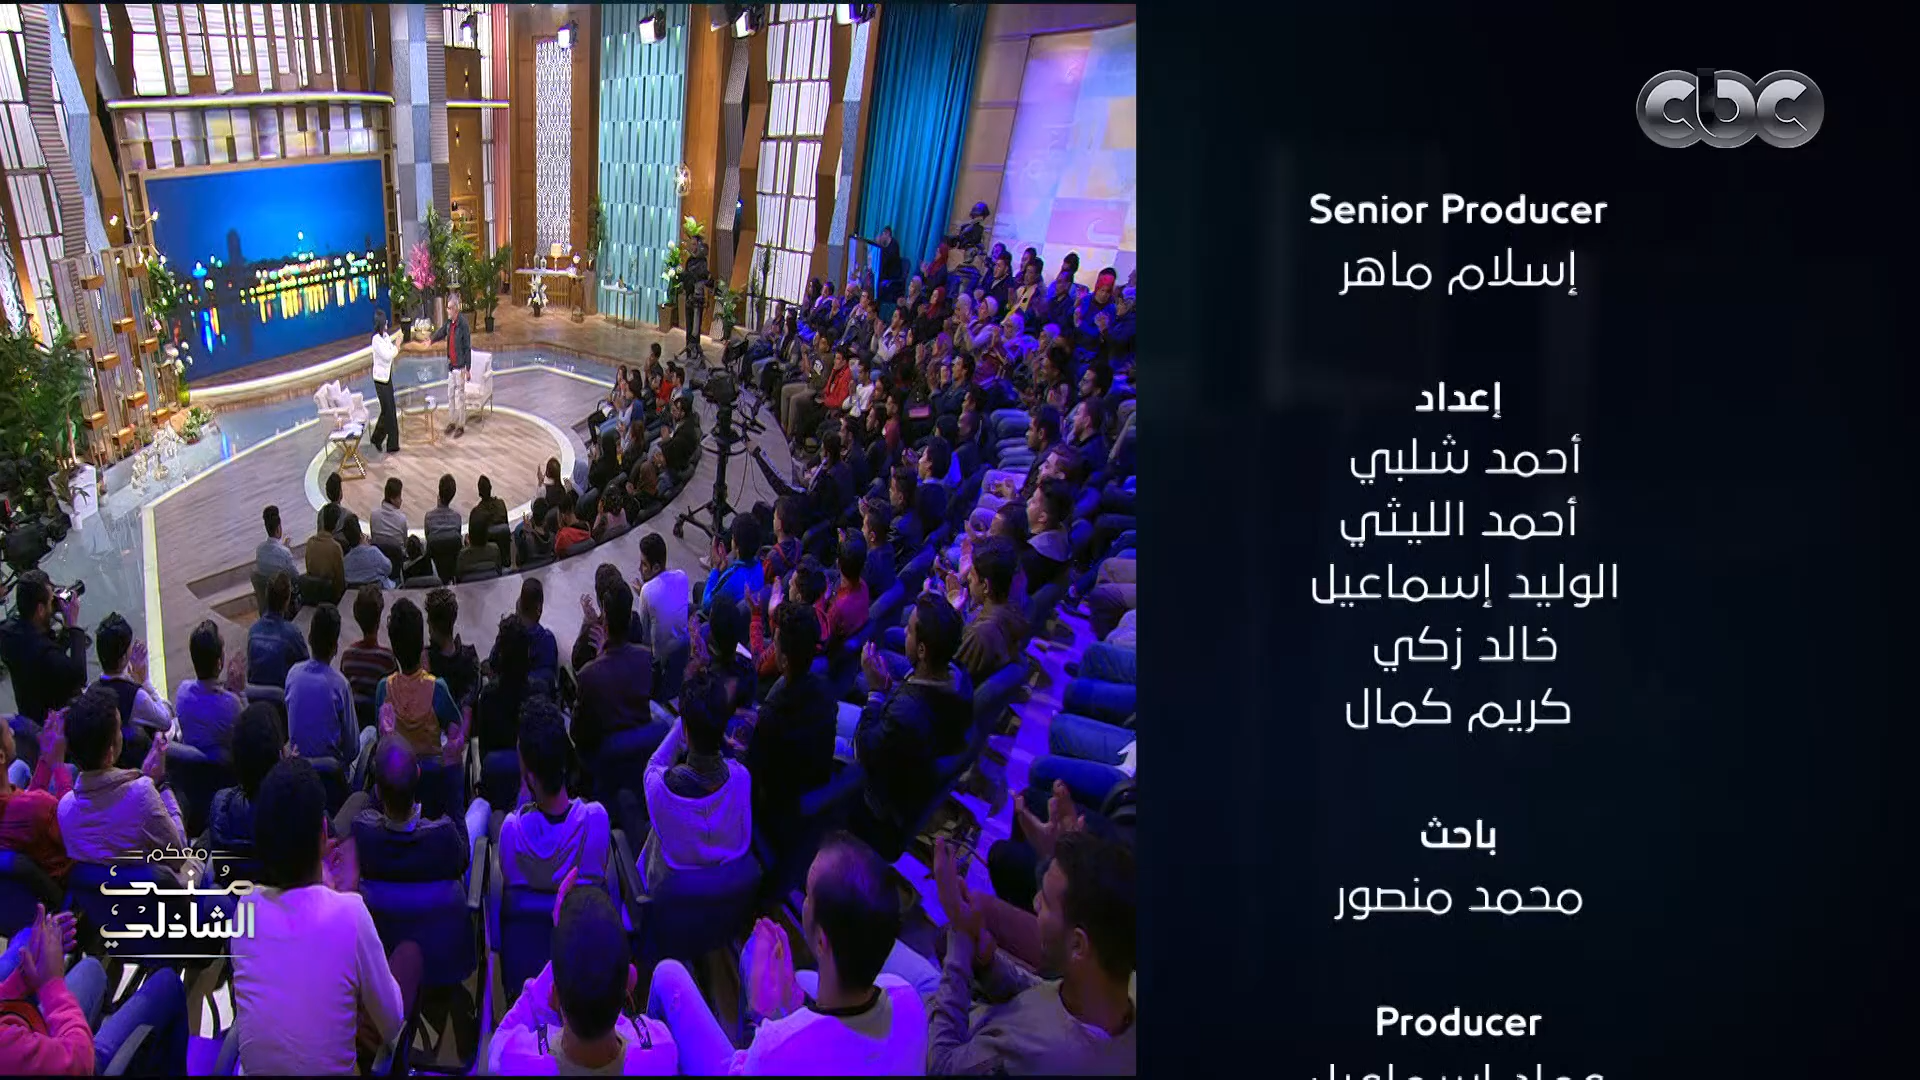 cbc
Senior Producer
إسلام ماهر
إعداد
أحمد شلبي
أحمد الليثي
الوليد إسماعيل
خالد زكي
كريم كمال
باحث
محمد منصور
Producer
معكم
منى
الشاذلي